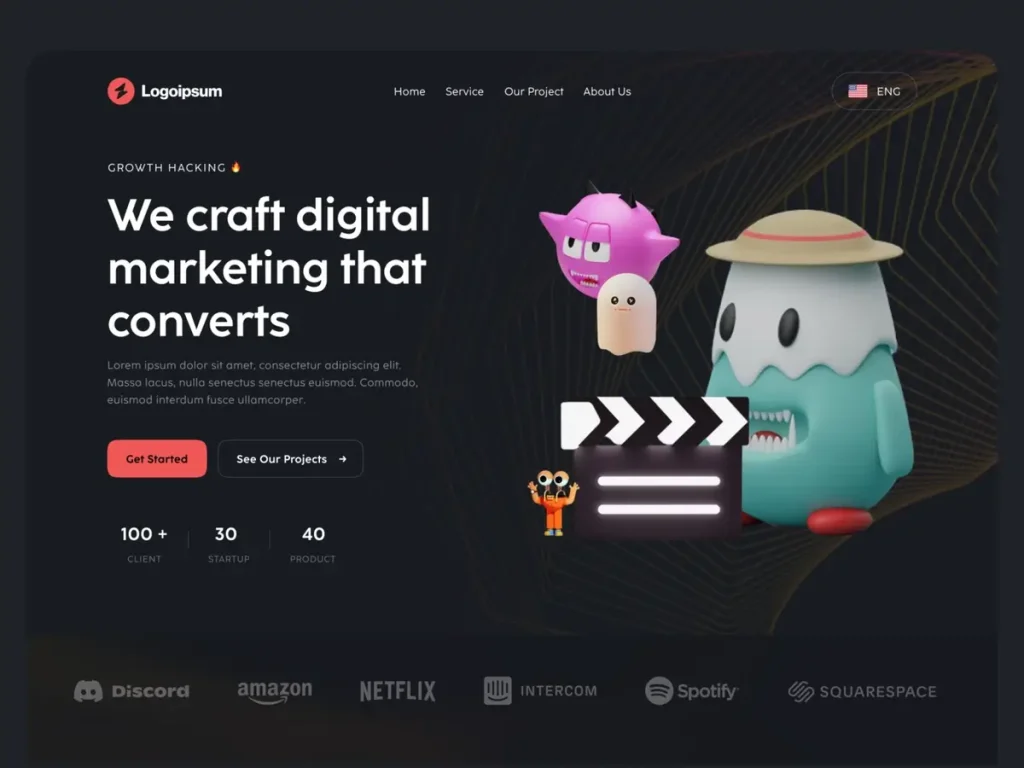 Logoipsum
Home Service Our Project About Us
ENG
GROWTH HACKING 🔥
We craft digital
marketing that
converts
Lorem ipsum dolor sit amet, consectetur adipiscing elit.
Massa lacus, nulla senectus senectus euismod. Commodo,
euismod interdum fusce ullamcorper.
Get Started
See Our Projects →
100 + 30 40
CLIENT STARTUP PRODUCT
Discord amazon NETFLIX INTERCOM Spotify SQUARESPACE